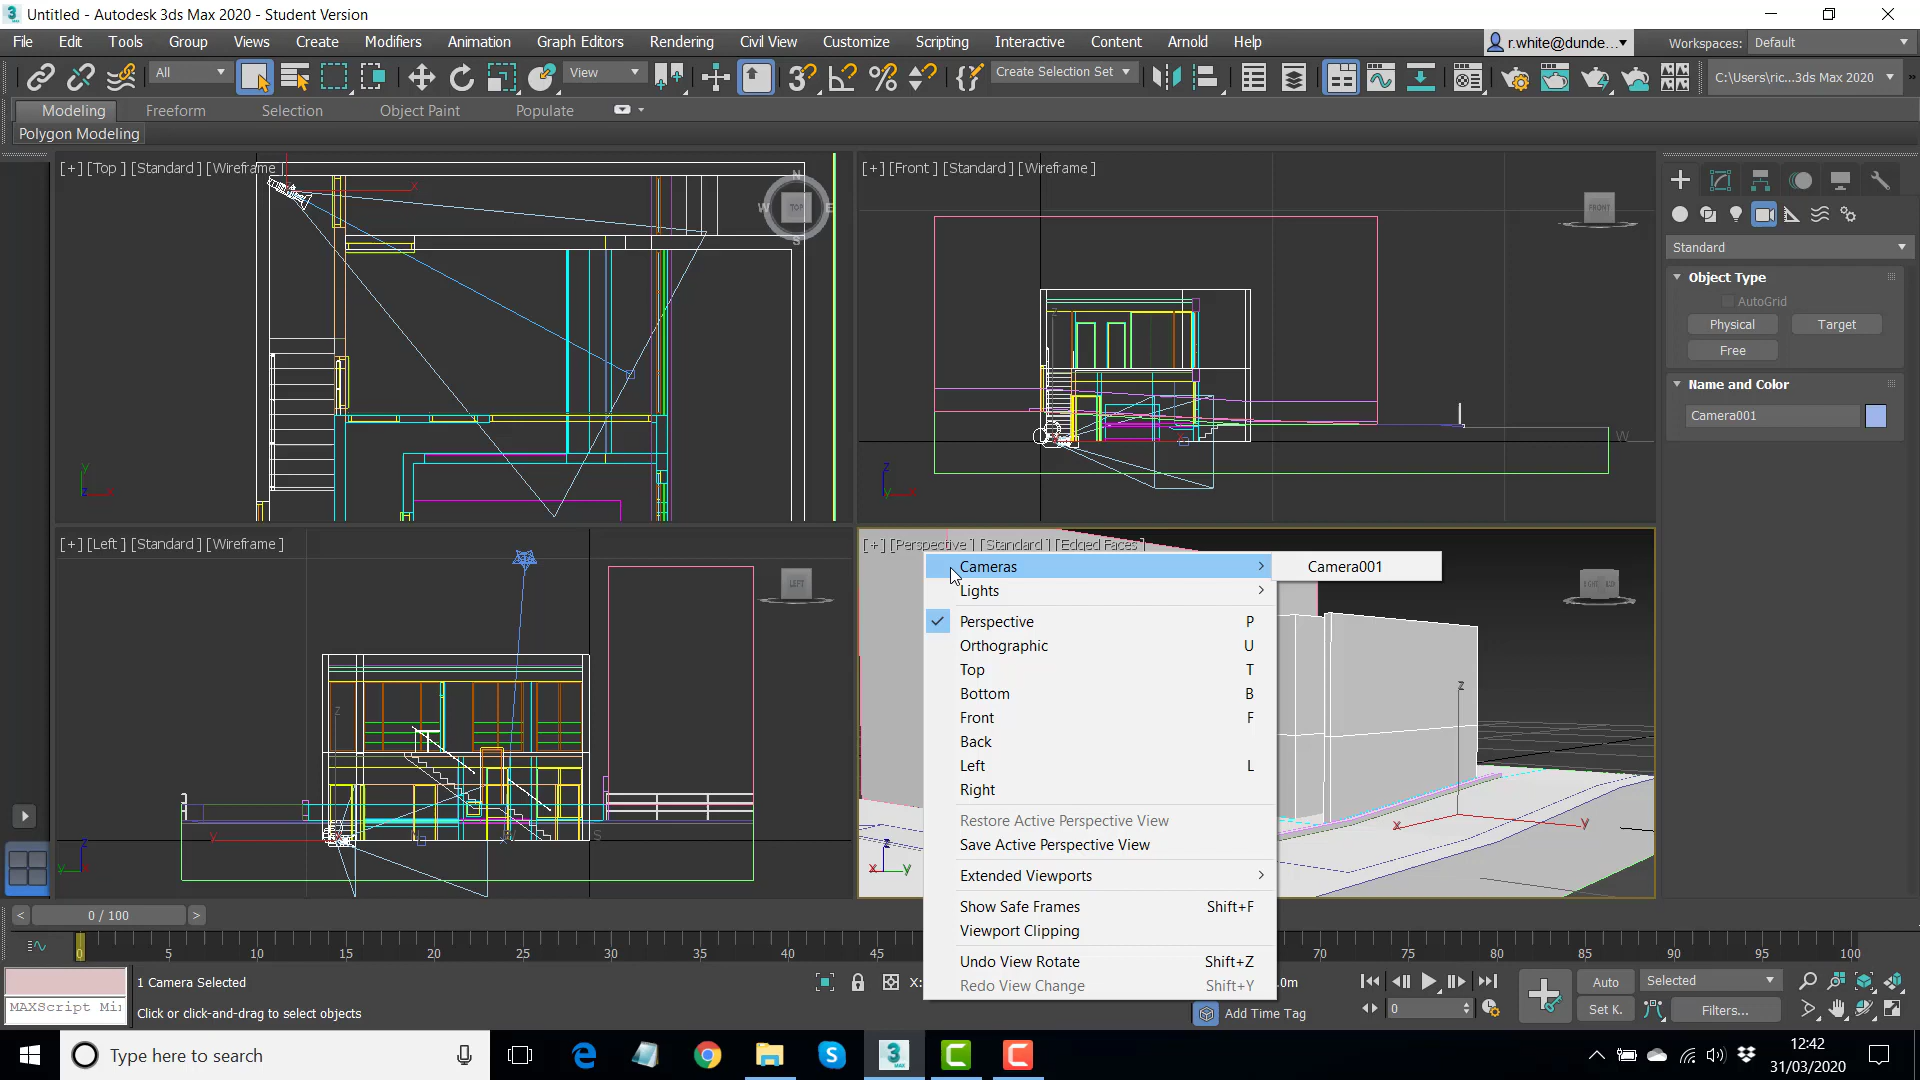 Untitled - Autodesk 3ds Max 2020 - Student Version
File Edit Tools Group Views Create Modifiers Animation Graph Editors Rendering Civil View Customize Scripting Interactive Content Arnold Help
r.white@dunde...
Workspaces: Default
All
View
Create Selection Set
C:\Users\ric...3ds Max 2020
Modeling Freeform Selection Object Paint Populate
Polygon Modeling
[+] [Top ] [Standard ] [Wireframe ]
[+] [Front ] [Standard ] [Wireframe ]
Standard
Object Type
AutoGrid
Physical Target
Free
Name and Color
Camera001
[+] [Left ] [Standard ] [Wireframe ]
[+] [Perspective ] [Standard ] [Edged Faces ]
Cameras
Camera001
Lights
Perspective P
Orthographic U
Top T
Bottom B
Front F
Back
Left L
Right
Restore Active Perspective View
Save Active Perspective View
Extended Viewports
Show Safe Frames Shift+F
Viewport Clipping
Undo View Rotate Shift+Z
Redo View Change Shift+Y
N
W TOP E
S
FRONT
LEFT
0 / 100
0 5 10 15 20 25 30 35 40 45 70 75 80 85 90 95 100
1 Camera Selected
X:
.0m
Auto
Selected
MAXScript Mi
Click or click-and-drag to select objects
Add Time Tag
0
Set K.
Filters...
Type here to search
12:42
31/03/2020